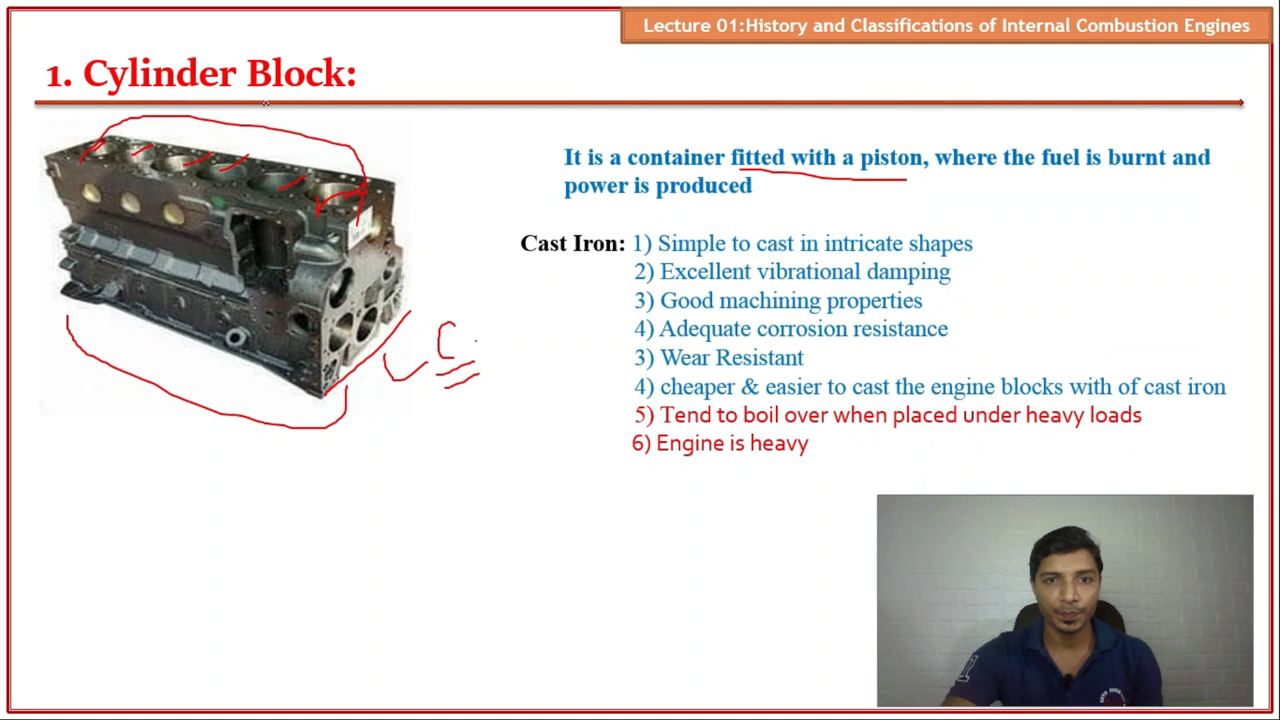 Lecture 01:History and Classifications of Internal Combustion Engines
1. Cylinder Block:
It is a container fitted with a piston, where the fuel is burnt and
power is produced
Cast Iron: 1) Simple to cast in intricate shapes
2) Excellent vibrational damping
3) Good machining properties
4) Adequate corrosion resistance
3) Wear Resistant
4) cheaper & easier to cast the engine blocks with of cast iron
5) Tend to boil over when placed under heavy loads
6) Engine is heavy